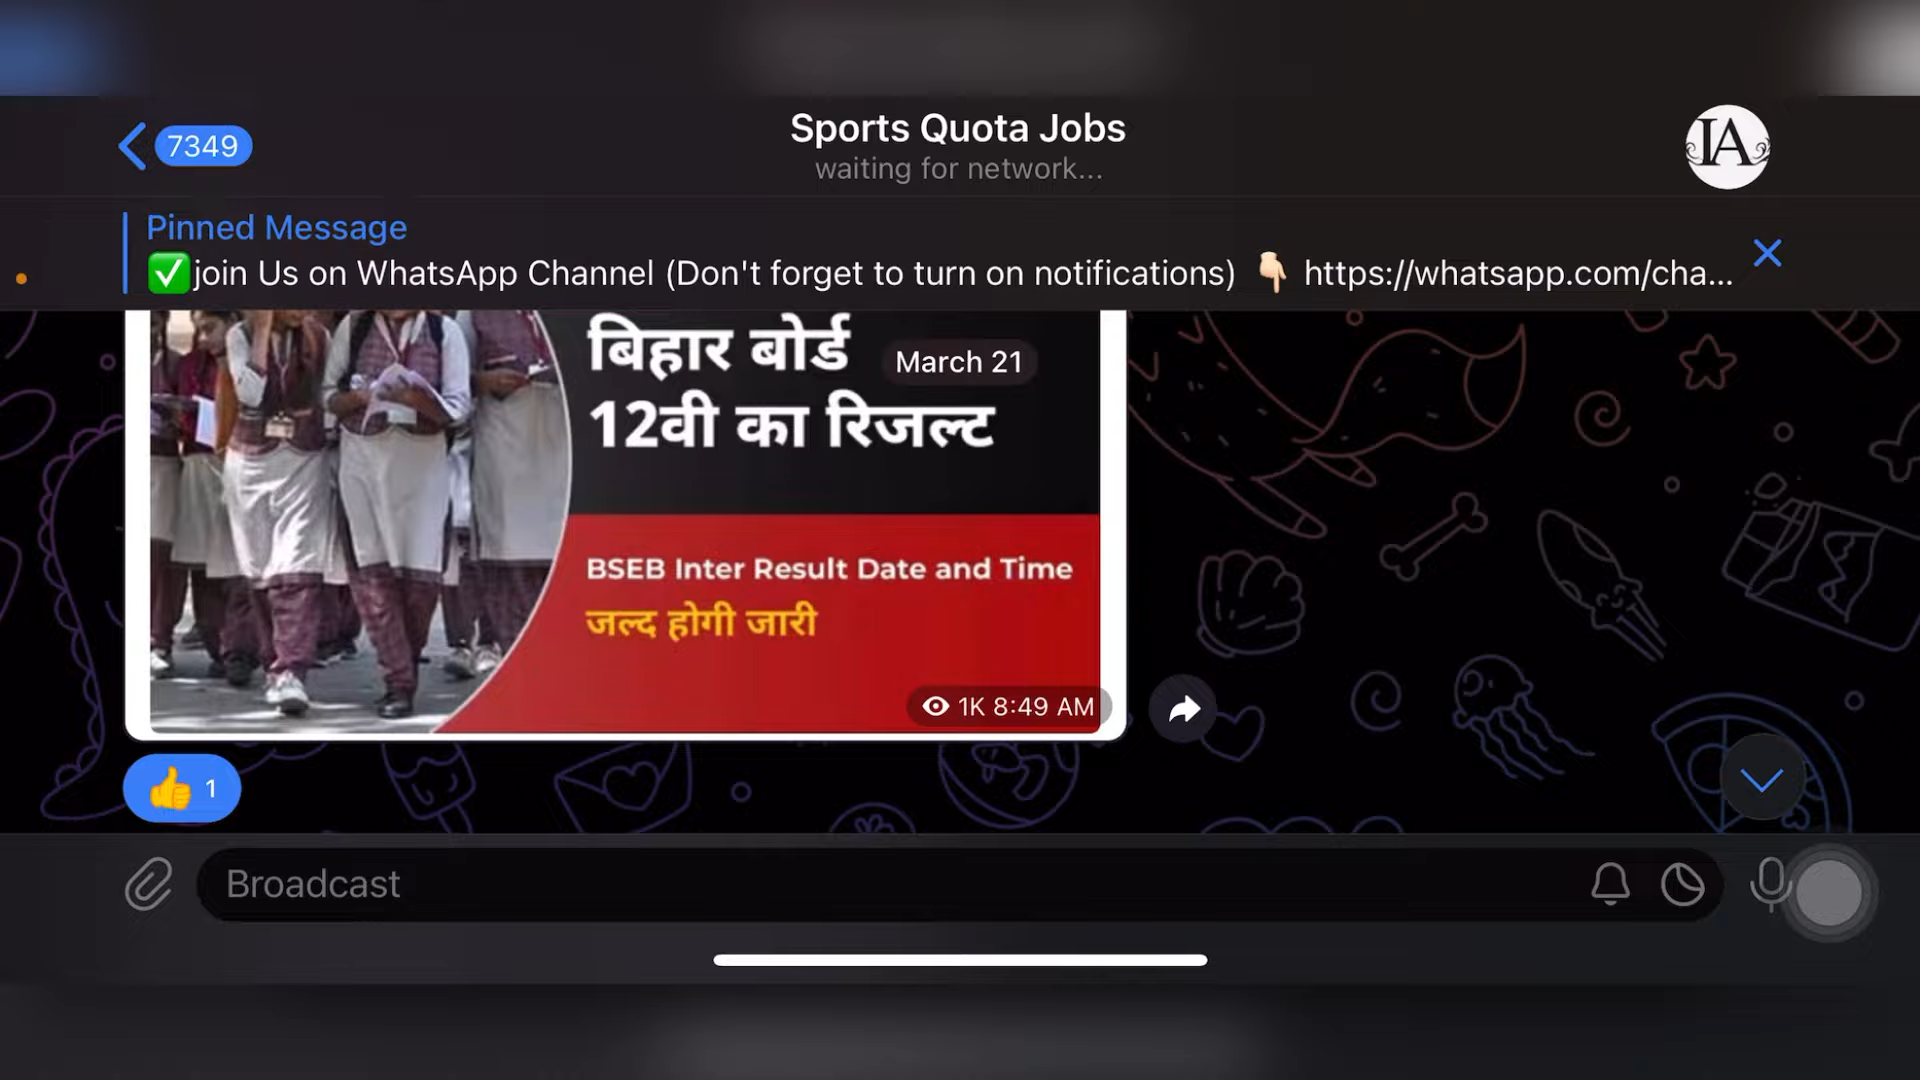 7349
Sports Quota Jobs
waiting for network...
IA
Pinned Message
✅join Us on WhatsApp Channel (Don't forget to turn on notifications) 👇🏻 https://whatsapp.com/cha...
बिहार बोर्ड
March 21
12वी का रिजल्ट
BSEB Inter Result Date and Time
जल्द होगी जारी
1K 8:49 AM
👍 1
Broadcast